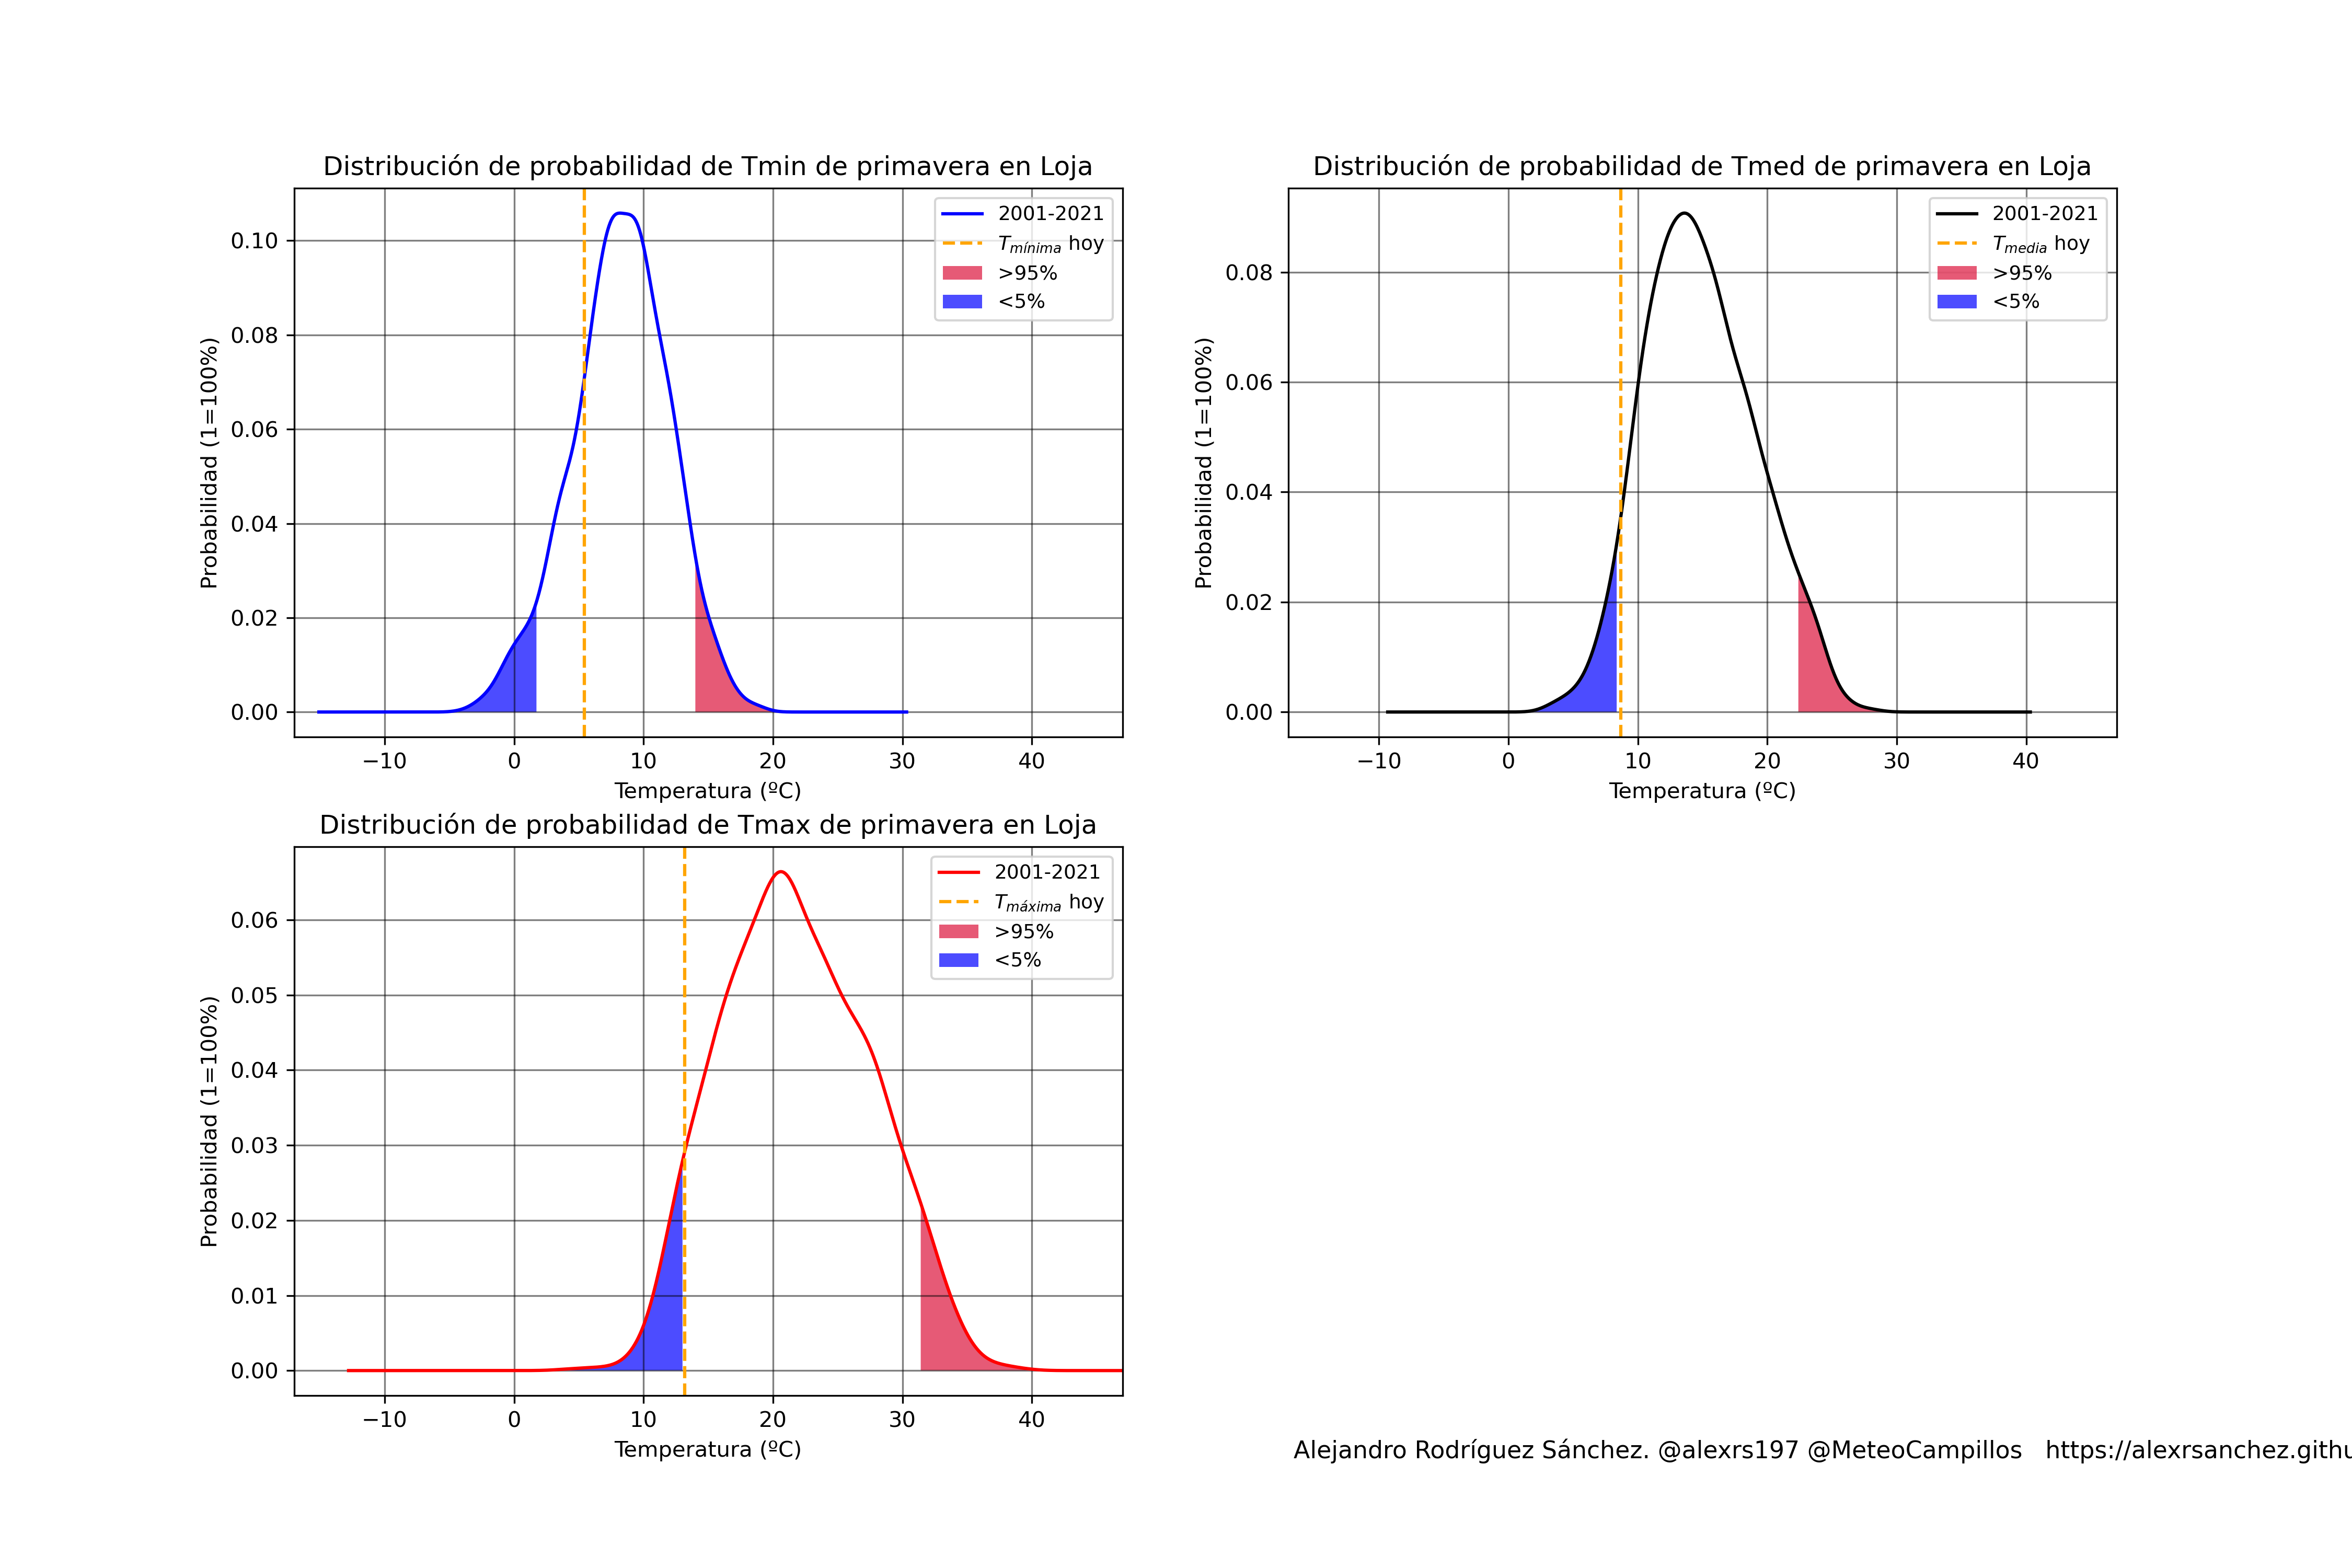 Distribución de probabilidad de Tmin de primavera en Loja
Probabilidad (1=100%)
0.10
0.08
0.06
0.04
0.02
0.00
−10 0 10 20 30 40
Temperatura (ºC)
2001-2021
Tmínima hoy
>95%
<5%
Distribución de probabilidad de Tmed de primavera en Loja
Probabilidad (1=100%)
0.08
0.06
0.04
0.02
0.00
−10 0 10 20 30 40
Temperatura (ºC)
2001-2021
Tmedia hoy
>95%
<5%
Distribución de probabilidad de Tmax de primavera en Loja
Probabilidad (1=100%)
0.06
0.05
0.04
0.03
0.02
0.01
0.00
−10 0 10 20 30 40
Temperatura (ºC)
2001-2021
Tmáxima hoy
>95%
<5%
Alejandro Rodríguez Sánchez. @alexrs197 @MeteoCampillos https://alexrsanchez.githu